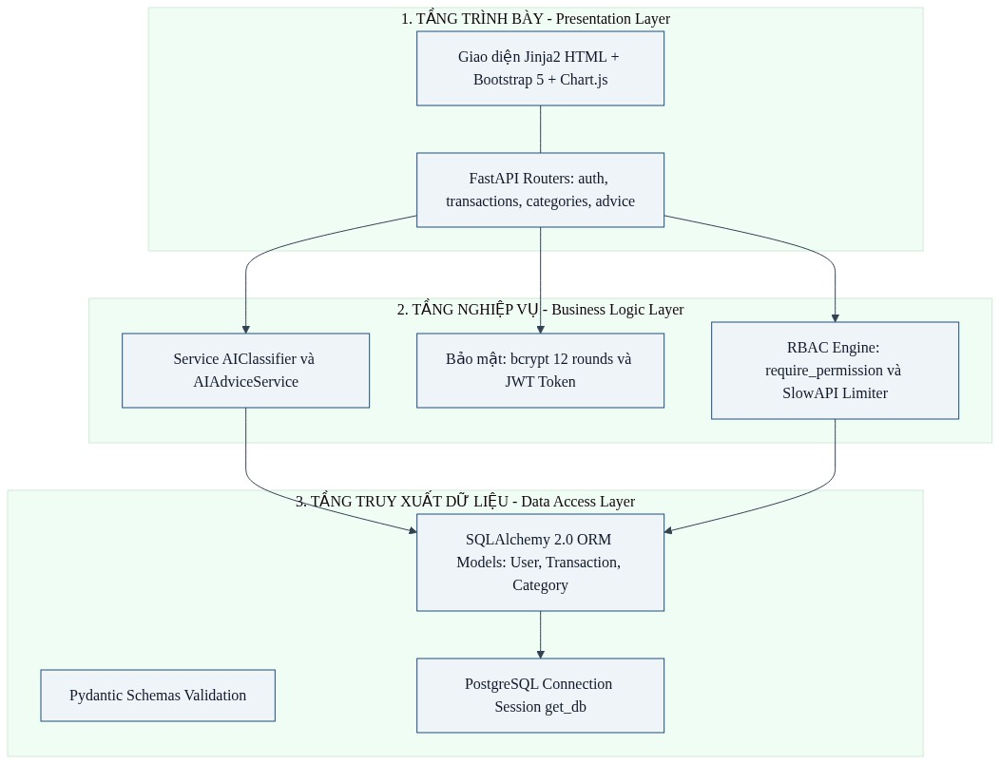 1. TẦNG TRÌNH BÀY - Presentation Layer
Giao diện Jinja2 HTML +
Bootstrap 5 + Chart.js
FastAPI Routers: auth,
transactions, categories, advice
2. TẦNG NGHIỆP VỤ - Business Logic Layer
Service AIClassifier và
AIAdviceService
Bảo mật: bcrypt 12 rounds và
JWT Token
RBAC Engine:
require_permission và
SlowAPI Limiter
3. TẦNG TRUY XUẤT DỮ LIỆU - Data Access Layer
SQLAlchemy 2.0 ORM
Models: User, Transaction,
Category
Pydantic Schemas Validation
PostgreSQL Connection
Session get_db